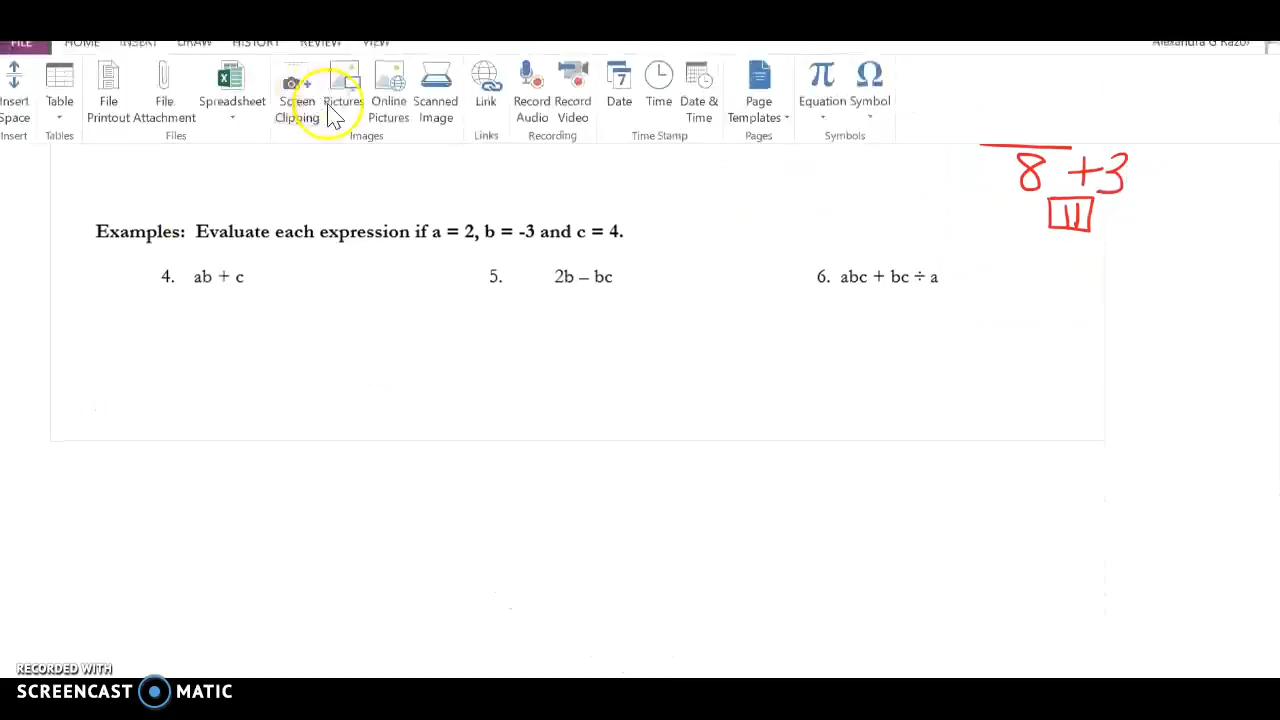 FILE HOME INSERT DRAW HISTORY REVIEW VIEW Alexandra G Razor
Insert Space Table File Printout File Attachment Spreadsheet Screen Clipping Pictures Online Pictures Scanned Image Link Record Audio Record Video Date Time Date & Time Page Templates Equation Symbol
Insert Tables Files Images Links Recording Time Stamp Pages Symbols
8 +3
11
Examples: Evaluate each expression if a = 2, b = -3 and c = 4.
4. ab + c 5. 2b – bc 6. abc + bc ÷ a
RECORDED WITH
SCREENCAST MATIC